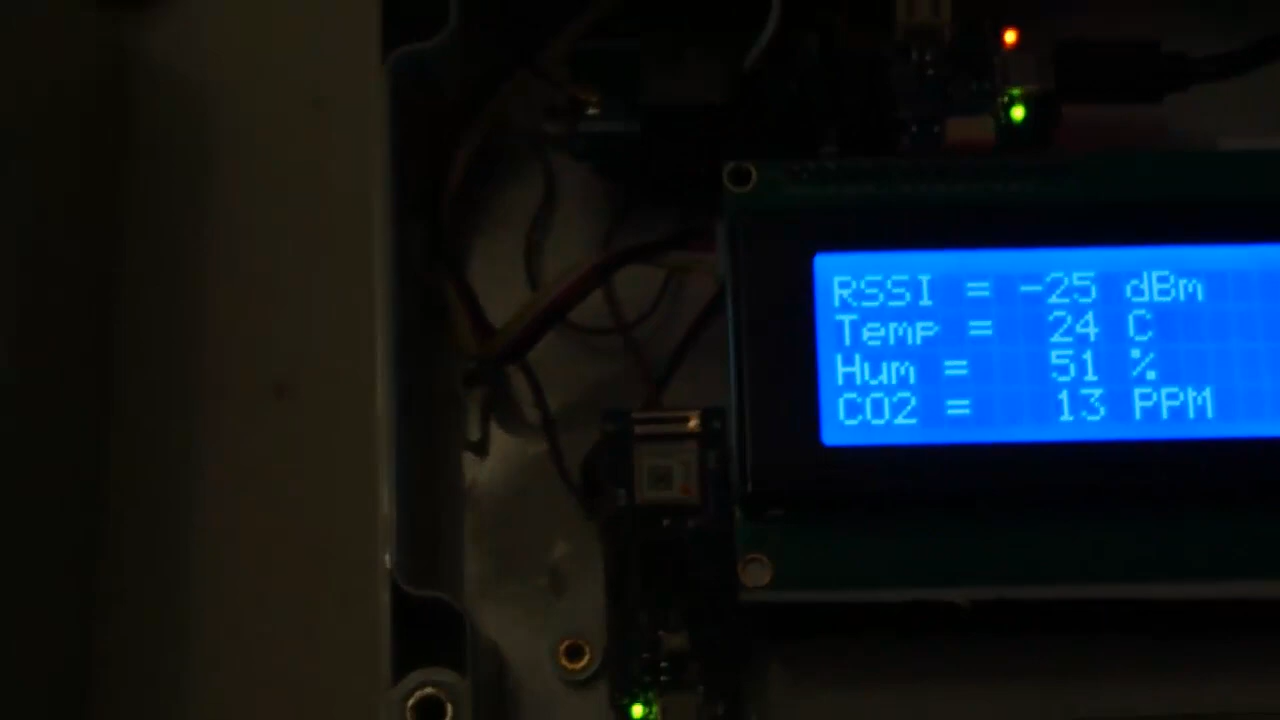 RSSI = -25 dBm
Temp = 24 C
Hum = 51 %
CO2 = 13 PPM